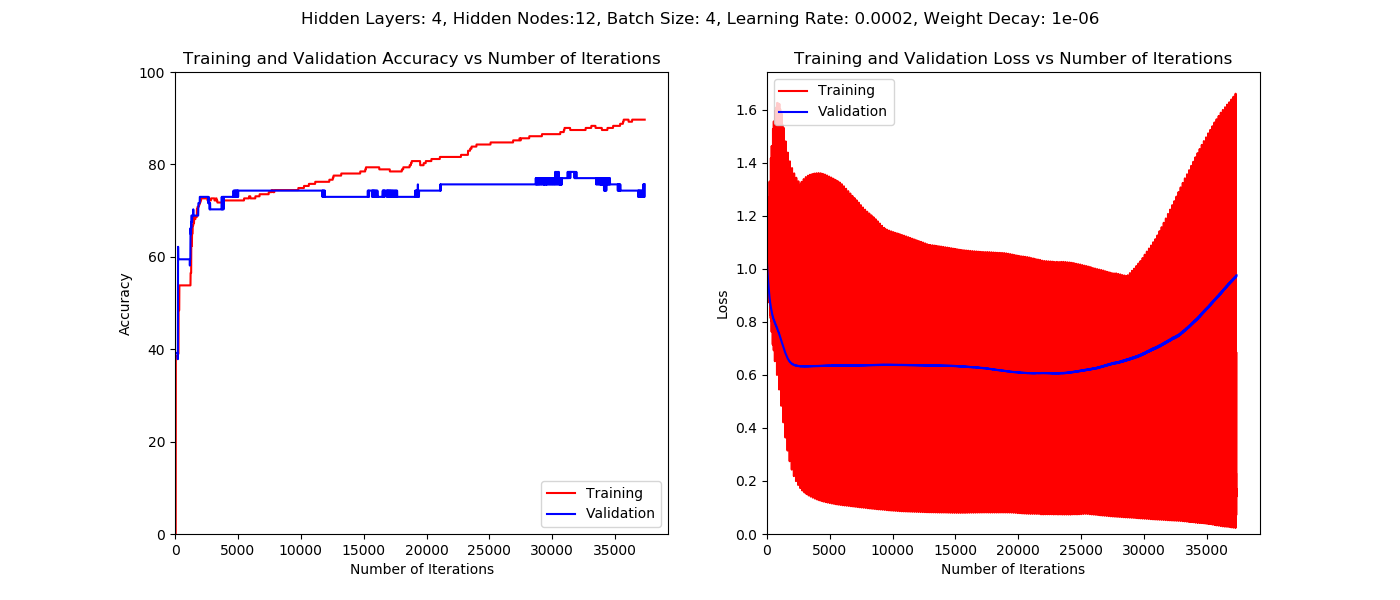 Hidden Layers: 4, Hidden Nodes:12, Batch Size: 4, Learning Rate: 0.0002, Weight Decay: 1e-06
Training and Validation Accuracy vs Number of Iterations
100
80
60
40
20
0
Accuracy
0 5000 10000 15000 20000 25000 30000 35000
Number of Iterations
Training
Validation
Training and Validation Loss vs Number of Iterations
1.6
1.4
1.2
1.0
0.8
0.6
0.4
0.2
0.0
Loss
0 5000 10000 15000 20000 25000 30000 35000
Number of Iterations
Training
Validation